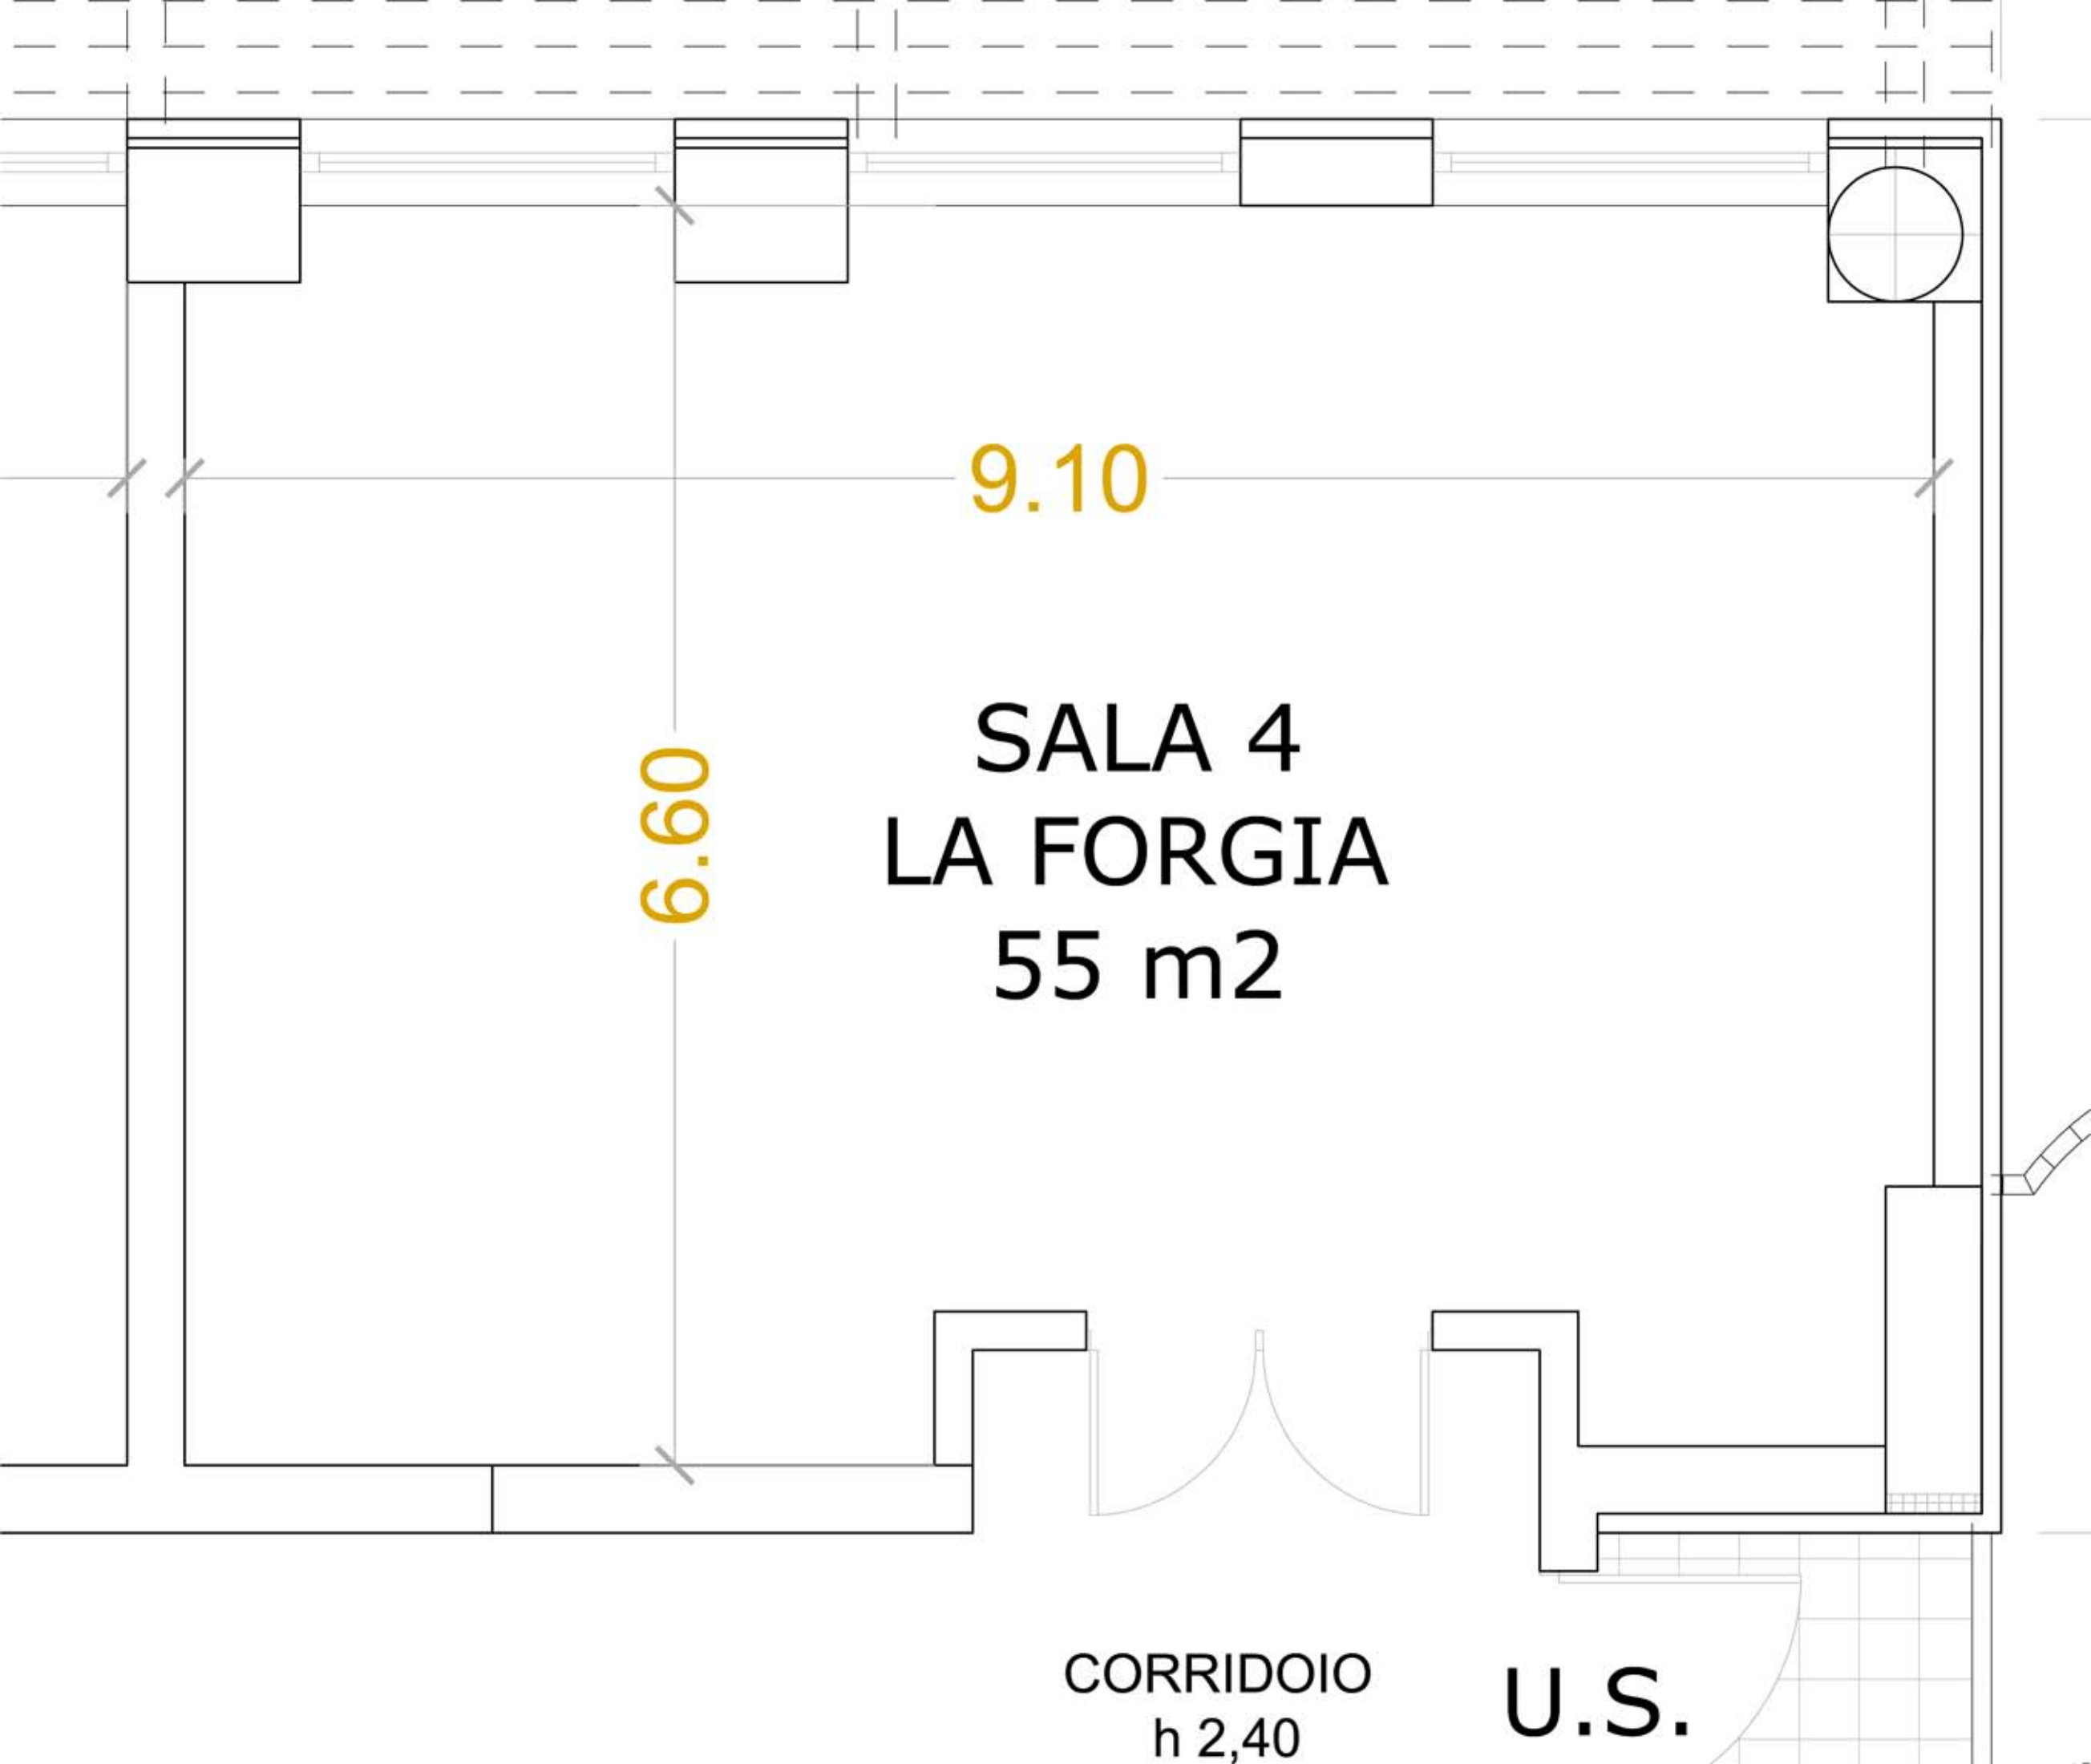 9.10
6.60
SALA 4
LA FORGIA
55 m2
CORRIDOIO
h 2,40
U.S.